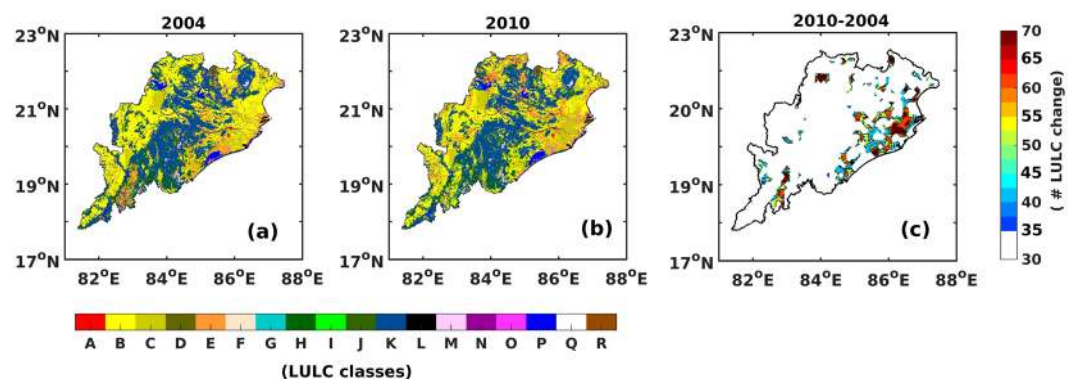 2004 2010 2010-2004
23°N 23°N 23°N
21°N 21°N 21°N
19°N 19°N 19°N
17°N 17°N 17°N
(a) (b) (c)
82°E 84°E 86°E 88°E 82°E 84°E 86°E 88°E 82°E 84°E 86°E 88°E
70
65
60
55
50
45
40
35
30
( # LULC change)
A B C D E F G H I J K L M N O P Q R
(LULC classes)